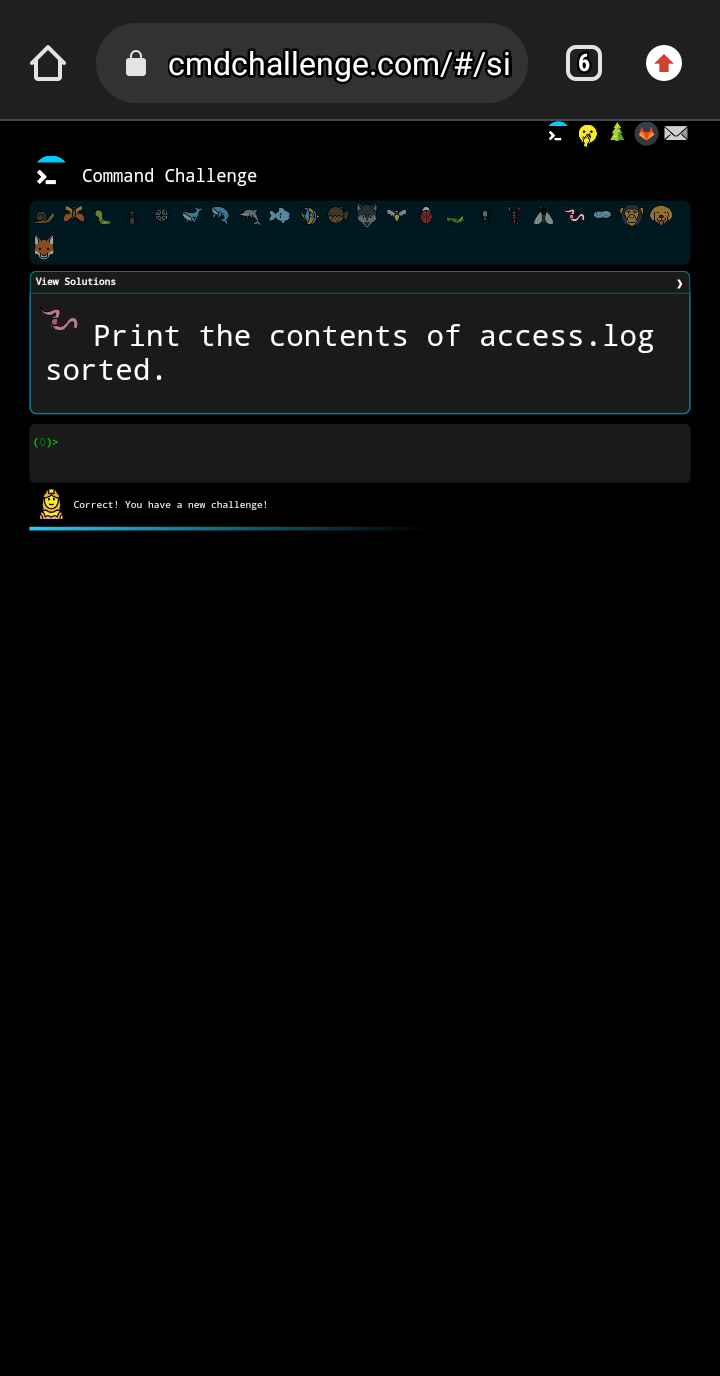 cmdchallenge.com/#/si
6
Command Challenge
View Solutions
Print the contents of access.log
sorted.
(0)>
Correct! You have a new challenge!